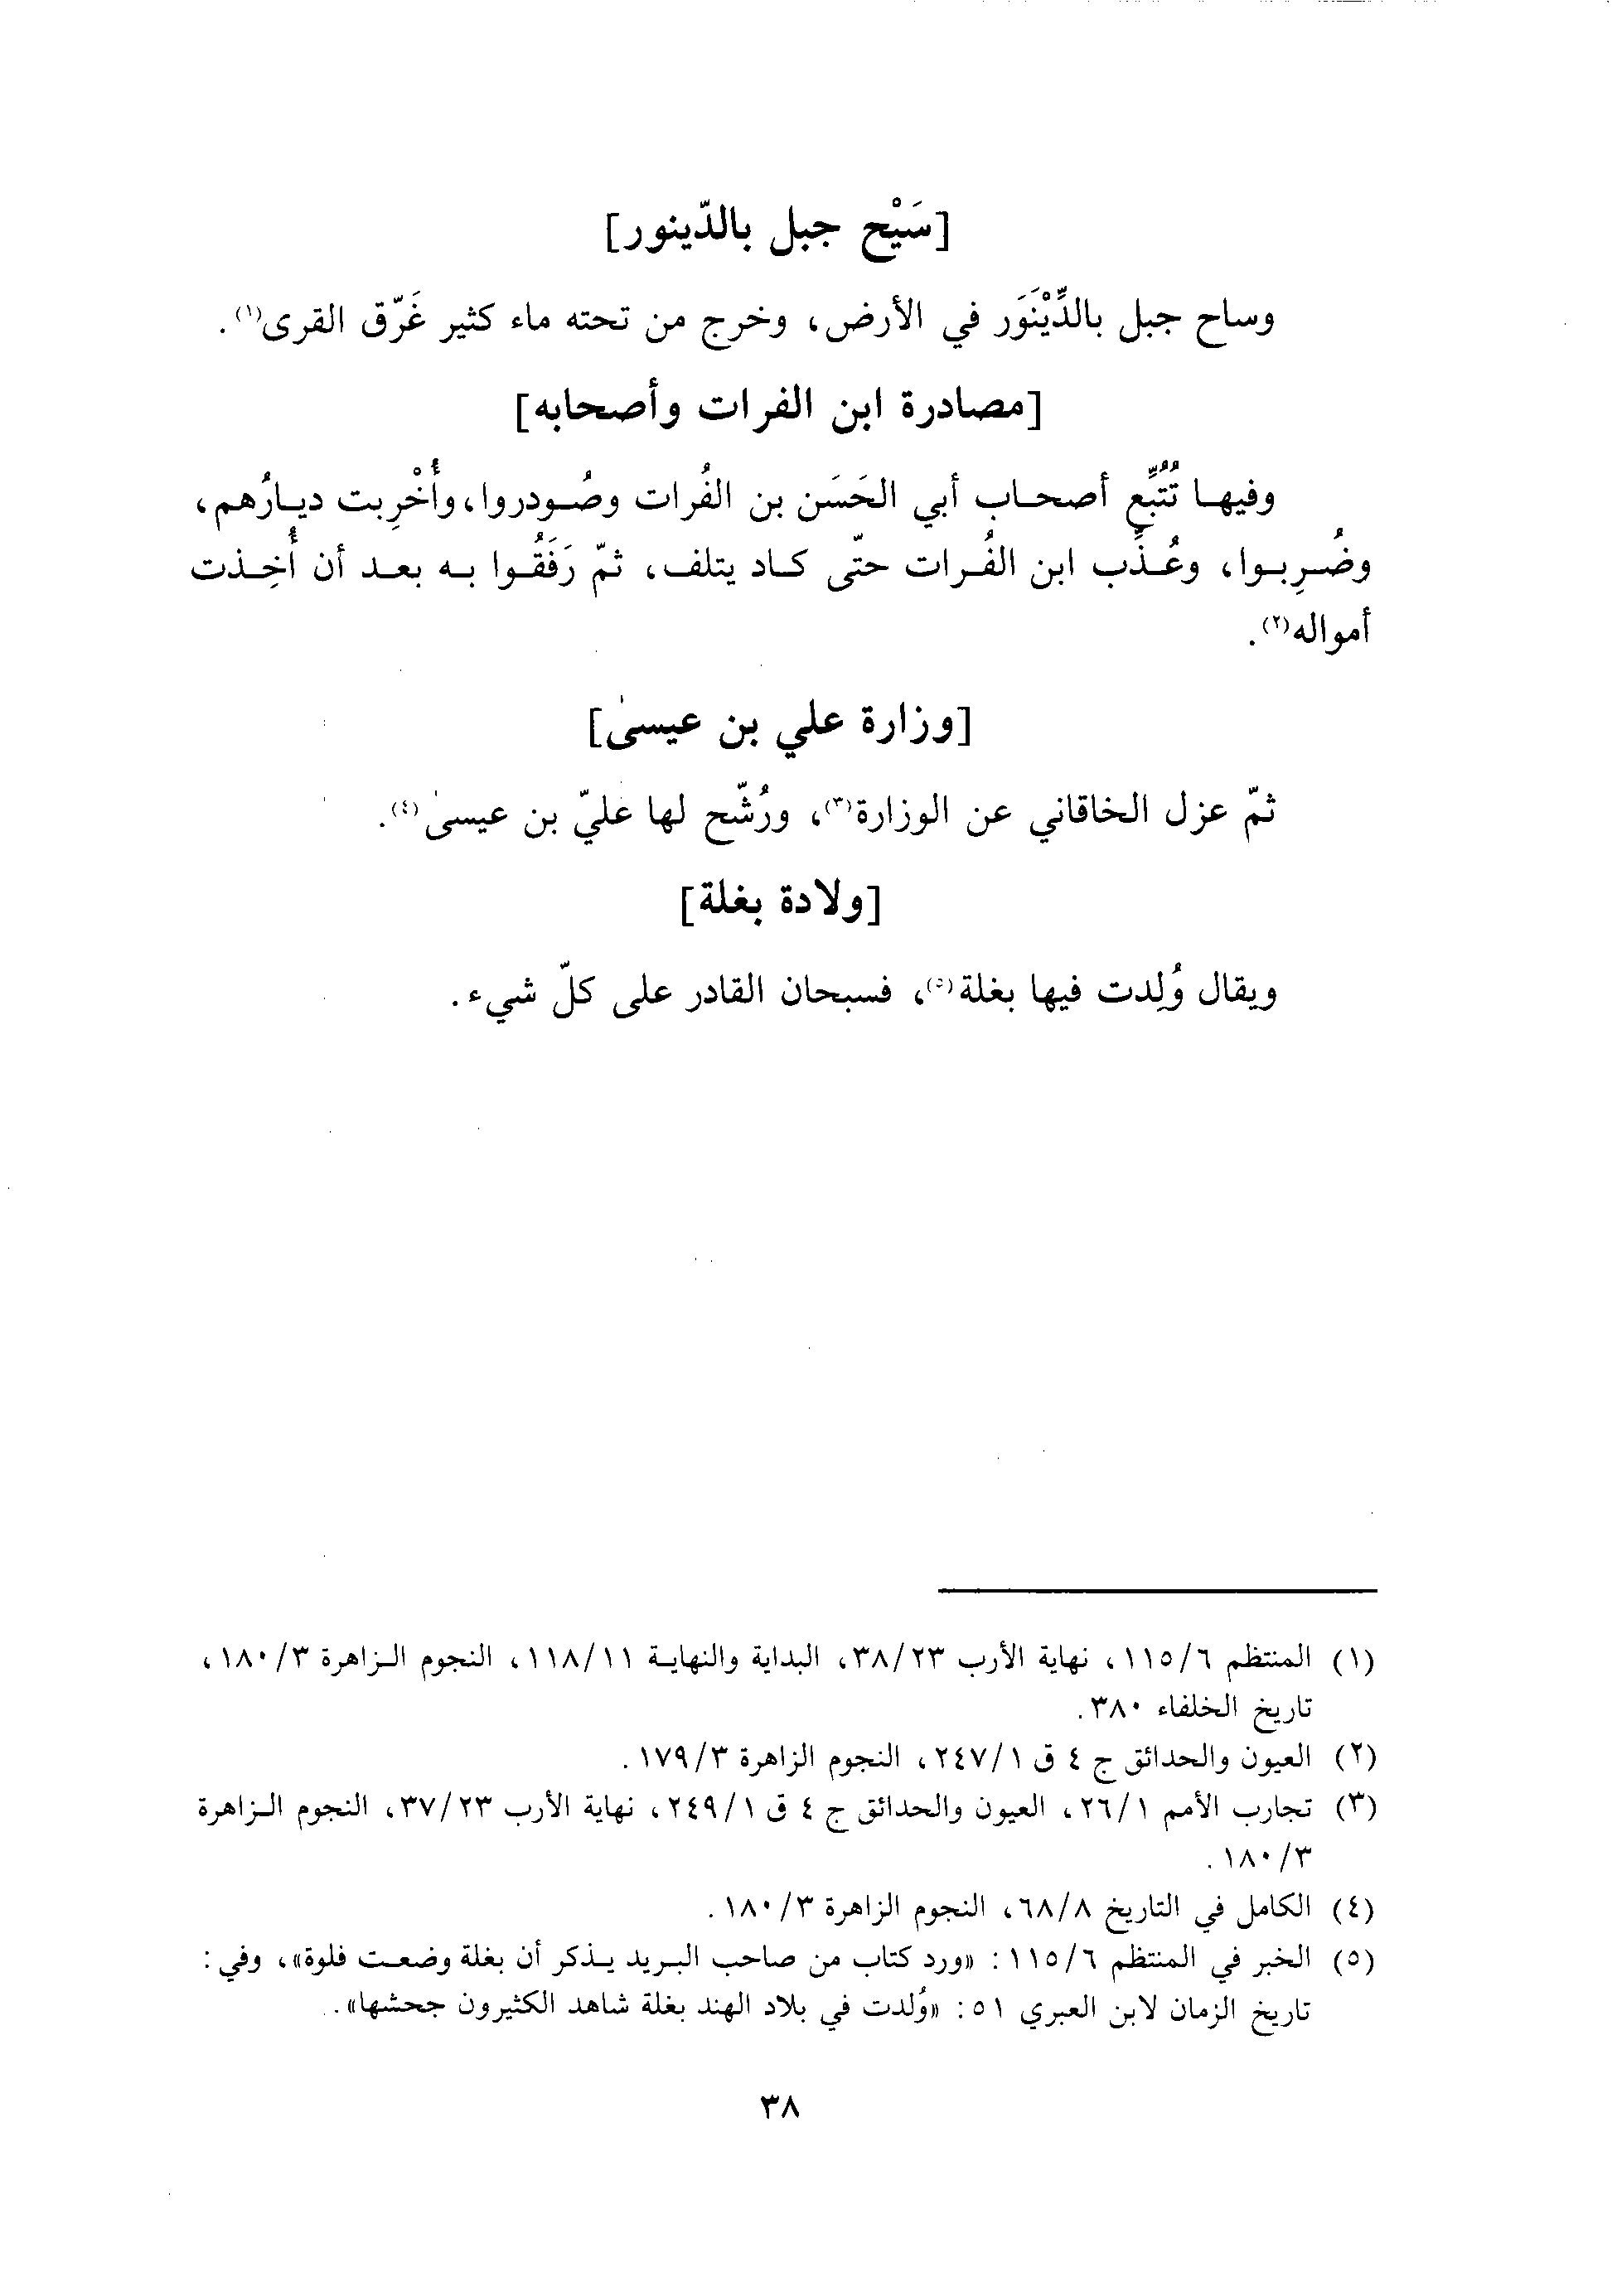 [سَيْح جبل بالدّينور]
وساح جبل بالدِّيْنَوَر في الأرض، وخرج من تحته ماء كثير غَرّق القرى(١).
[مصادرة ابن الفرات وأصحابه]
وفيها تُتُبِّع أصحاب أبي الحَسَن بن الفُرات وصُودروا، وأُخْرِبت ديارُهم،
وضُرِبوا، وعُذِّب ابن الفُرات حتّى كاد يتلف، ثمّ رَفَقُوا به بعد أن أُخِذت
أمواله(٢).
[وزارة علي بن عيسىٰ]
ثمّ عزل الخاقاني عن الوزارة(٣)، ورُشّح لها عليّ بن عيسىٰ(٤).
[ولادة بغلة]
ويقال وُلِدت فيها بغلة(٥)، فسبحان القادر على كلّ شيء.
(١) المنتظم ١١٥/٦، نهاية الأرب ٣٨/٢٣، البداية والنهاية ١١٨/١١، النجوم الزاهرة ١٨٠/٣،
تاريخ الخلفاء ٣٨٠.
(٢) العيون والحدائق ج ٤ ق ٢٤٧/١، النجوم الزاهرة ١٧٩/٣.
(٣) تجارب الأمم ٢٦/١، العيون والحدائق ج ٤ ق ٢٤٩/١، نهاية الأرب ٣٧/٢٣، النجوم الزاهرة
١٨٠/٣.
(٤) الكامل في التاريخ ٦٨/٨، النجوم الزاهرة ١٨٠/٣.
(٥) الخبر في المنتظم ١١٥/٦: «ورد كتاب من صاحب البريد يذكر أن بغلة وضعت فلوة»، وفي:
تاريخ الزمان لابن العبري ٥١: «وُلدت في بلاد الهند بغلة شاهد الكثيرون جحشها».
٣٨